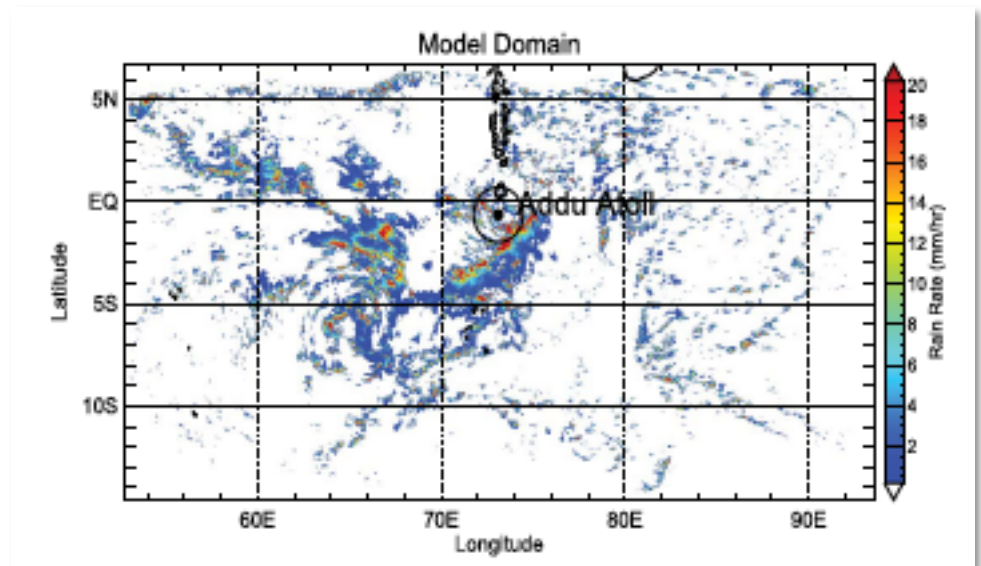 Model Domain
5N
EQ
5S
10S
Latitude
Addu Atoll
60E
70E
80E
90E
Longitude
20
18
16
14
12
10
8
6
4
2
Rain Rate (mm/hr)